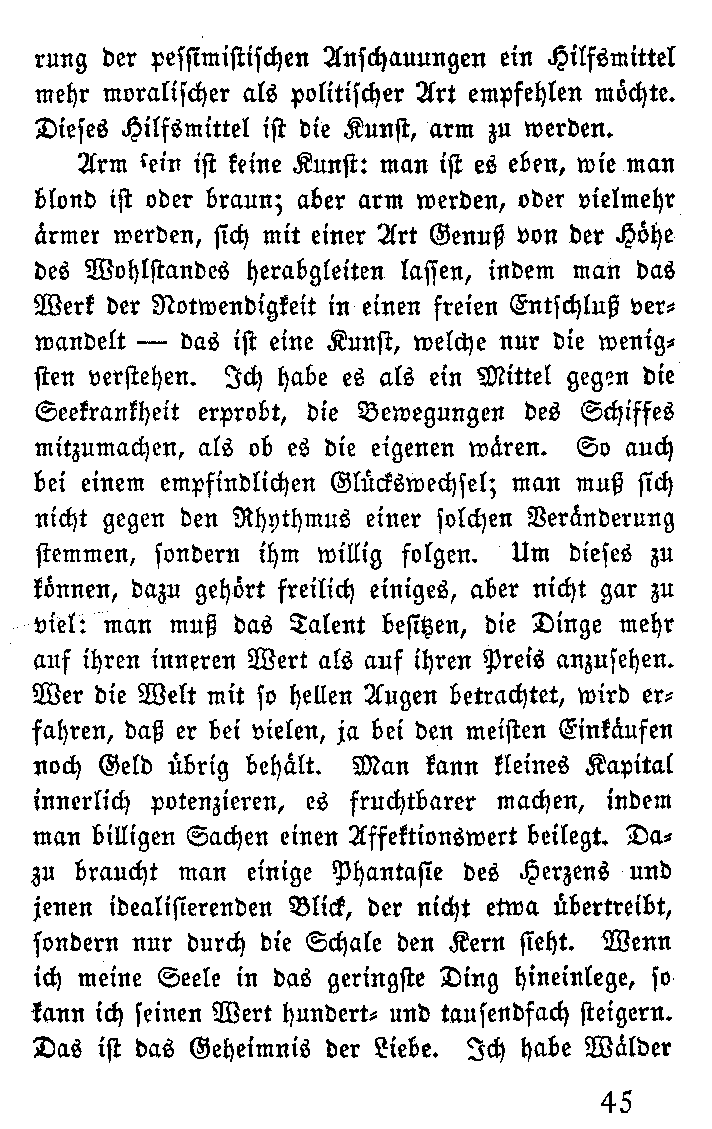 rung der pessimistischen Anschauungen ein Hilfsmittel
mehr moralischer als politischer Art empfehlen möchte.
Dieses Hilfsmittel ist die Kunst, arm zu werden.
Arm sein ist keine Kunst: man ist es eben, wie man
blond ist oder braun; aber arm werden, oder vielmehr
ärmer werden, sich mit einer Art Genuß von der Höhe
des Wohlstandes herabgleiten lassen, indem man das
Werk der Notwendigkeit in einen freien Entschluß ver-
wandelt — das ist eine Kunst, welche nur die wenig-
sten verstehen. Ich habe es als ein Mittel gegen die
Seekrankheit erprobt, die Bewegungen des Schiffes
mitzumachen, als ob es die eigenen wären. So auch
bei einem empfindlichen Glückswechsel; man muß sich
nicht gegen den Rhythmus einer solchen Veränderung
stemmen, sondern ihm willig folgen. Um dieses zu
können, dazu gehört freilich einiges, aber nicht gar zu
viel: man muß das Talent besitzen, die Dinge mehr
auf ihren inneren Wert als auf ihren Preis anzusehen.
Wer die Welt mit so hellen Augen betrachtet, wird er-
fahren, daß er bei vielen, ja bei den meisten Einkäufen
noch Geld übrig behält. Man kann kleines Kapital
innerlich potenzieren, es fruchtbarer machen, indem
man billigen Sachen einen Affektionswert beilegt. Da-
zu braucht man einige Phantasie des Herzens und
jenen idealisierenden Blick, der nicht etwa übertreibt,
sondern nur durch die Schale den Kern sieht. Wenn
ich meine Seele in das geringste Ding hineinlege, so
kann ich seinen Wert hundert- und tausendfach steigern.
Das ist das Geheimnis der Liebe. Ich habe Wälder
45